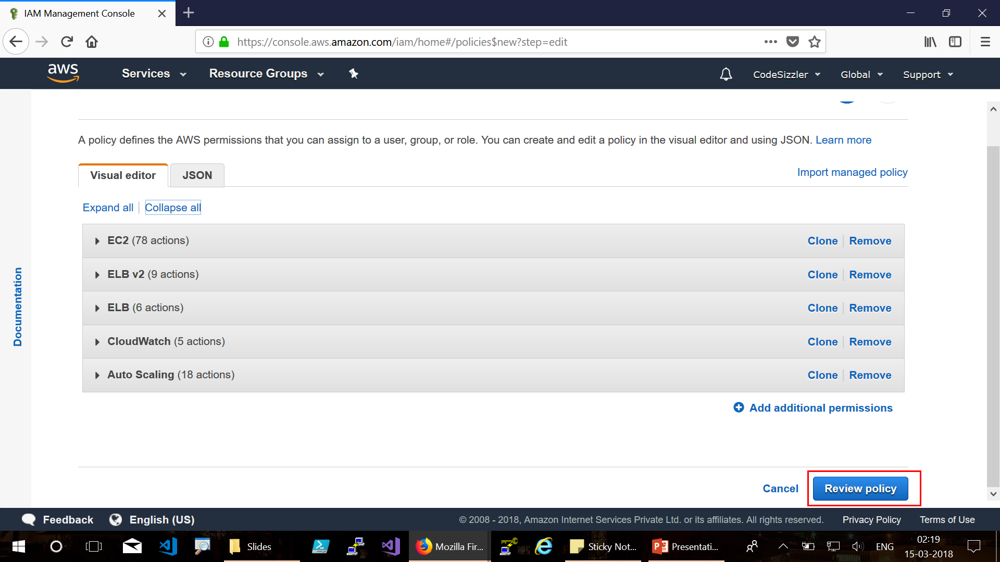 IAM Management Console
https://console.aws.amazon.com/iam/home#/policies$new?step=edit
aws
Services
Resource Groups
CodeSizzler
Global
Support
A policy defines the AWS permissions that you can assign to a user, group, or role. You can create and edit a policy in the visual editor and using JSON. Learn more
Visual editor
JSON
Import managed policy
Expand all
Collapse all
EC2 (78 actions)
Clone
Remove
ELB v2 (9 actions)
Clone
Remove
ELB (6 actions)
Clone
Remove
CloudWatch (5 actions)
Clone
Remove
Auto Scaling (18 actions)
Clone
Remove
Documentation
Add additional permissions
Cancel
Review policy
Feedback
English (US)
© 2008 - 2018, Amazon Internet Services Private Ltd. or its affiliates. All rights reserved.
Privacy Policy
Terms of Use
Slides
Mozilla Fir...
Sticky Not...
Presentati...
ENG
02:19
15-03-2018